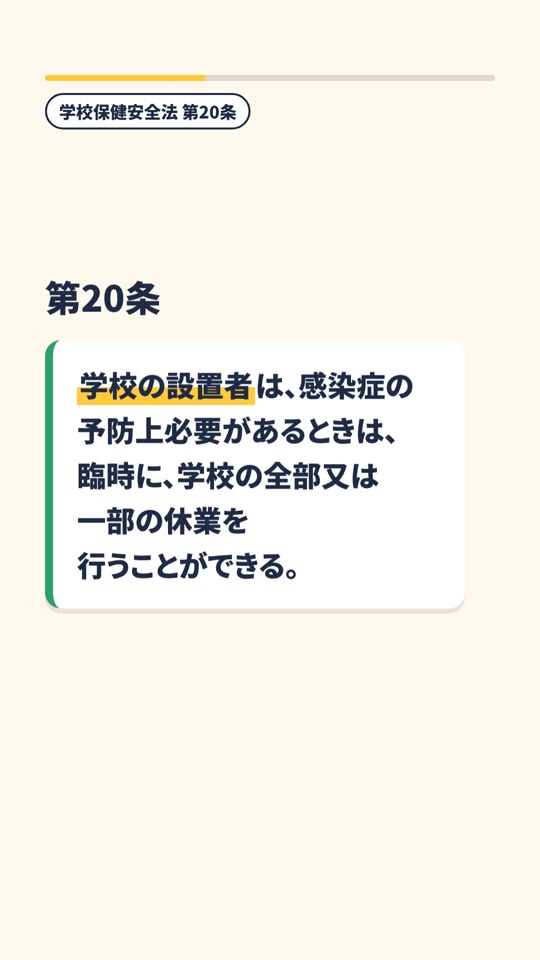 学校保健安全法 第20条
第20条
学校の設置者は、感染症の
予防上必要があるときは、
臨時に、学校の全部又は
一部の休業を
行うことができる。